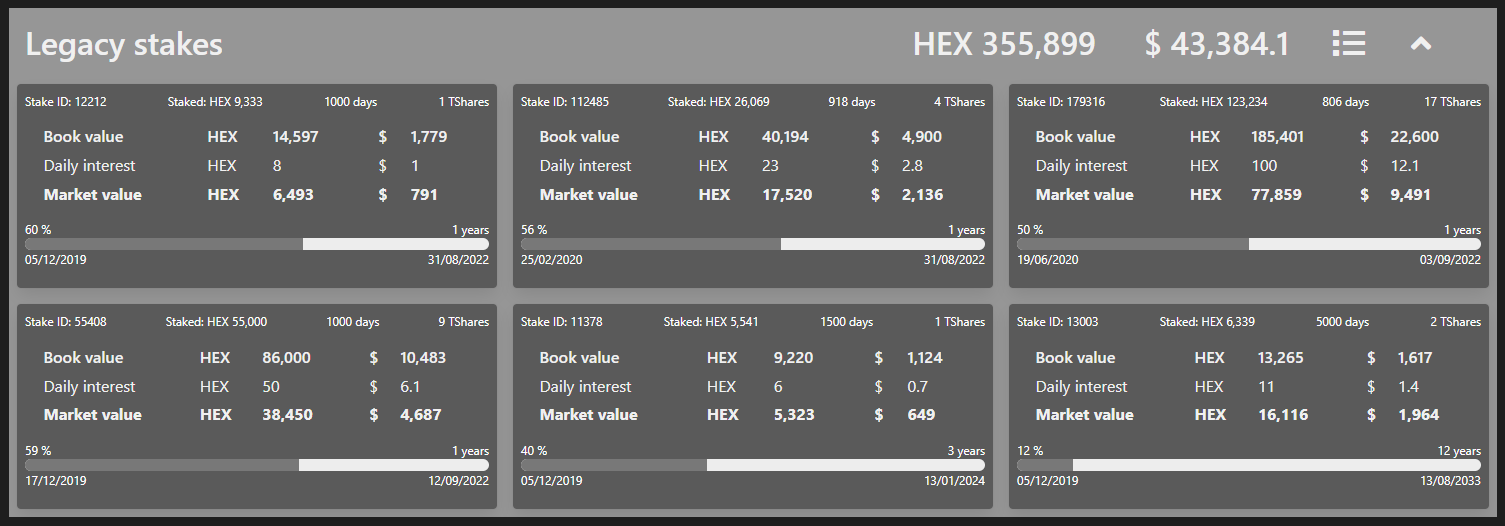 Legacy stakes HEX 355,899 $ 43,384.1
Stake ID: 12212 Staked: HEX 9,333 1000 days 1 TShares
Book value HEX 14,597 $ 1,779
Daily interest HEX 8 $ 1
Market value HEX 6,493 $ 791
60 % 1 years
05/12/2019 31/08/2022
Stake ID: 112485 Staked: HEX 26,069 918 days 4 TShares
Book value HEX 40,194 $ 4,900
Daily interest HEX 23 $ 2.8
Market value HEX 17,520 $ 2,136
56 % 1 years
25/02/2020 31/08/2022
Stake ID: 179316 Staked: HEX 123,234 806 days 17 TShares
Book value HEX 185,401 $ 22,600
Daily interest HEX 100 $ 12.1
Market value HEX 77,859 $ 9,491
50 % 1 years
19/06/2020 03/09/2022
Stake ID: 55408 Staked: HEX 55,000 1000 days 9 TShares
Book value HEX 86,000 $ 10,483
Daily interest HEX 50 $ 6.1
Market value HEX 38,450 $ 4,687
59 % 1 years
17/12/2019 12/09/2022
Stake ID: 11378 Staked: HEX 5,541 1500 days 1 TShares
Book value HEX 9,220 $ 1,124
Daily interest HEX 6 $ 0.7
Market value HEX 5,323 $ 649
40 % 3 years
05/12/2019 13/01/2024
Stake ID: 13003 Staked: HEX 6,339 5000 days 2 TShares
Book value HEX 13,265 $ 1,617
Daily interest HEX 11 $ 1.4
Market value HEX 16,116 $ 1,964
12 % 12 years
05/12/2019 13/08/2033